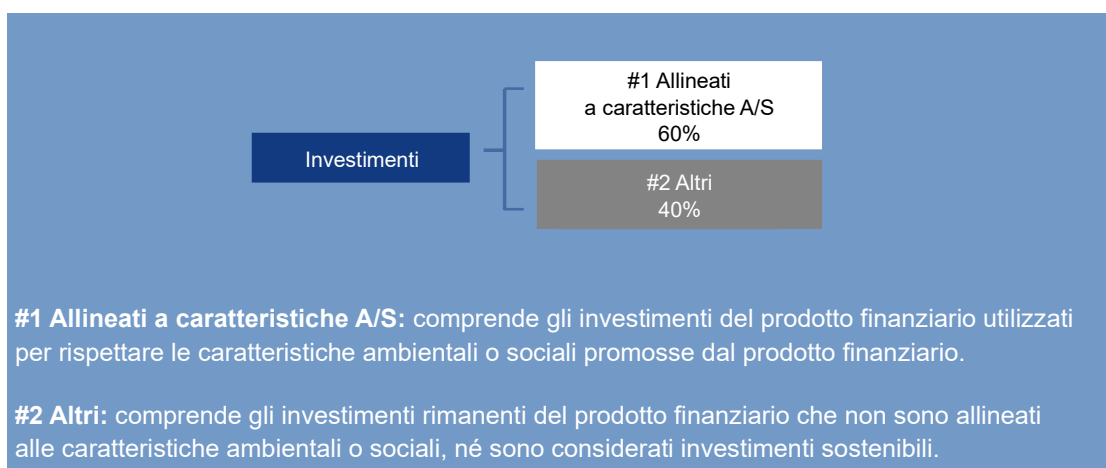 #1 Allineati
a caratteristiche A/S
60%
Investimenti
#2 Altri
40%
#1 Allineati a caratteristiche A/S: comprende gli investimenti del prodotto finanziario utilizzati
per rispettare le caratteristiche ambientali o sociali promosse dal prodotto finanziario.
#2 Altri: comprende gli investimenti rimanenti del prodotto finanziario che non sono allineati
alle caratteristiche ambientali o sociali, né sono considerati investimenti sostenibili.